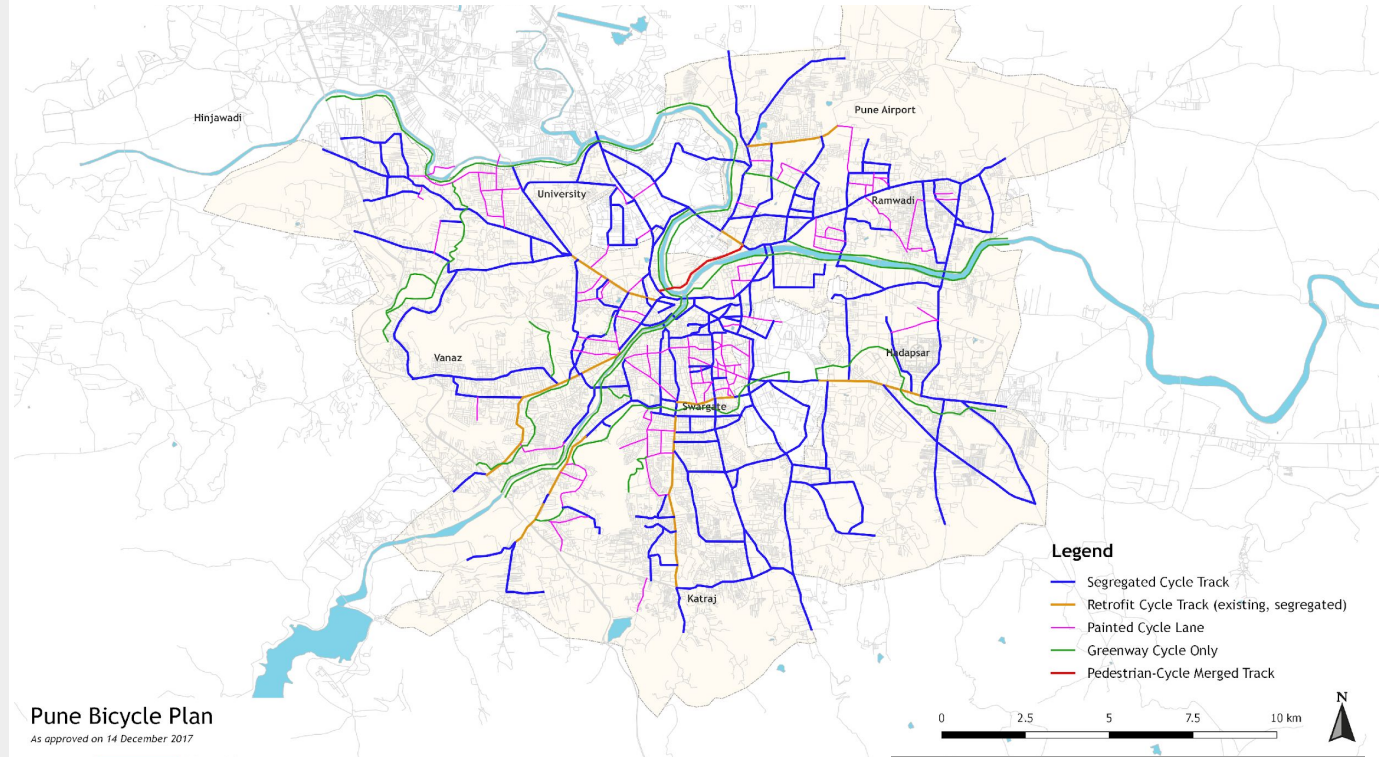 Hinjawadi
Pune Airport
University
Ramwadi
Vanaz
Hadapsar
Swargate
Katraj
Legend
Segregated Cycle Track
Retrofit Cycle Track (existing, segregated)
Painted Cycle Lane
Greenway Cycle Only
Pedestrian-Cycle Merged Track
Pune Bicycle Plan
As approved on 14 December 2017
0 2.5 5 7.5 10 km
N